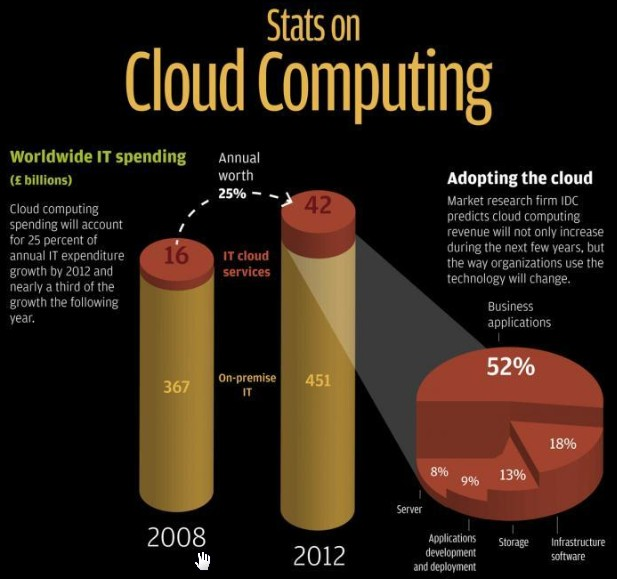 Stats on
Cloud Computing
Worldwide IT spending
(£ billions)
Cloud computing
spending will account
for 25 percent of
annual IT expenditure
growth by 2012 and
nearly a third of the
growth the following
year.
Annual
worth
25%
16
42
IT cloud
services
367
On-premise
IT
451
2008
2012
Adopting the cloud
Market research firm IDC
predicts cloud computing
revenue will not only increase
during the next few years, but
the way organizations use the
technology will change.
Business
applications
52%
18%
13%
9%
8%
Server
Applications
development
and deployment
Storage
Infrastructure
software